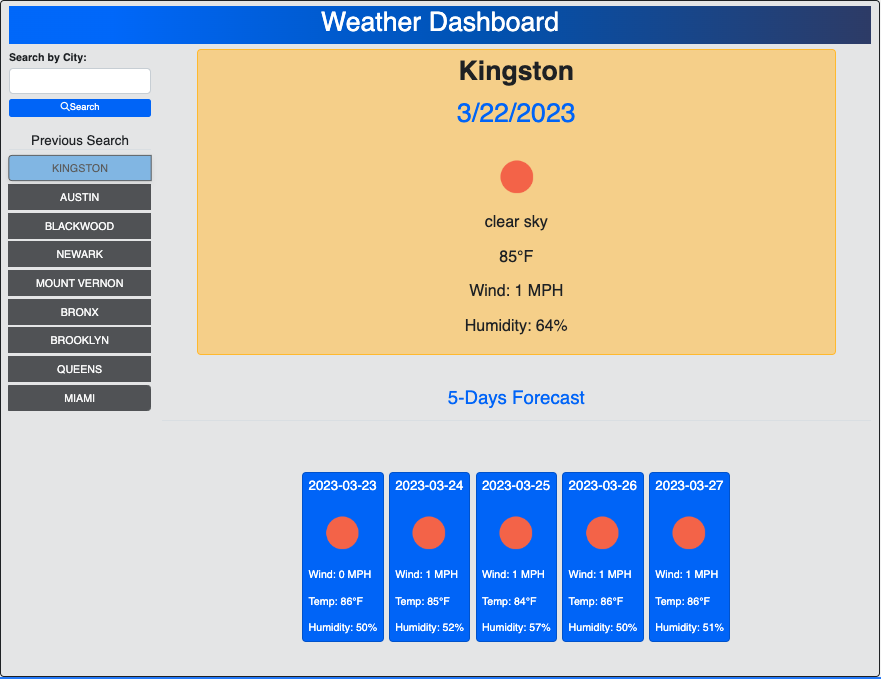 Weather Dashboard
Search by City:
Search
Previous Search
KINGSTON
AUSTIN
BLACKWOOD
NEWARK
MOUNT VERNON
BRONX
BROOKLYN
QUEENS
MIAMI
Kingston
3/22/2023
clear sky
85°F
Wind: 1 MPH
Humidity: 64%
5-Days Forecast
2023-03-23
Wind: 0 MPH
Temp: 86°F
Humidity: 50%
2023-03-24
Wind: 1 MPH
Temp: 85°F
Humidity: 52%
2023-03-25
Wind: 1 MPH
Temp: 84°F
Humidity: 57%
2023-03-26
Wind: 1 MPH
Temp: 86°F
Humidity: 50%
2023-03-27
Wind: 1 MPH
Temp: 86°F
Humidity: 51%